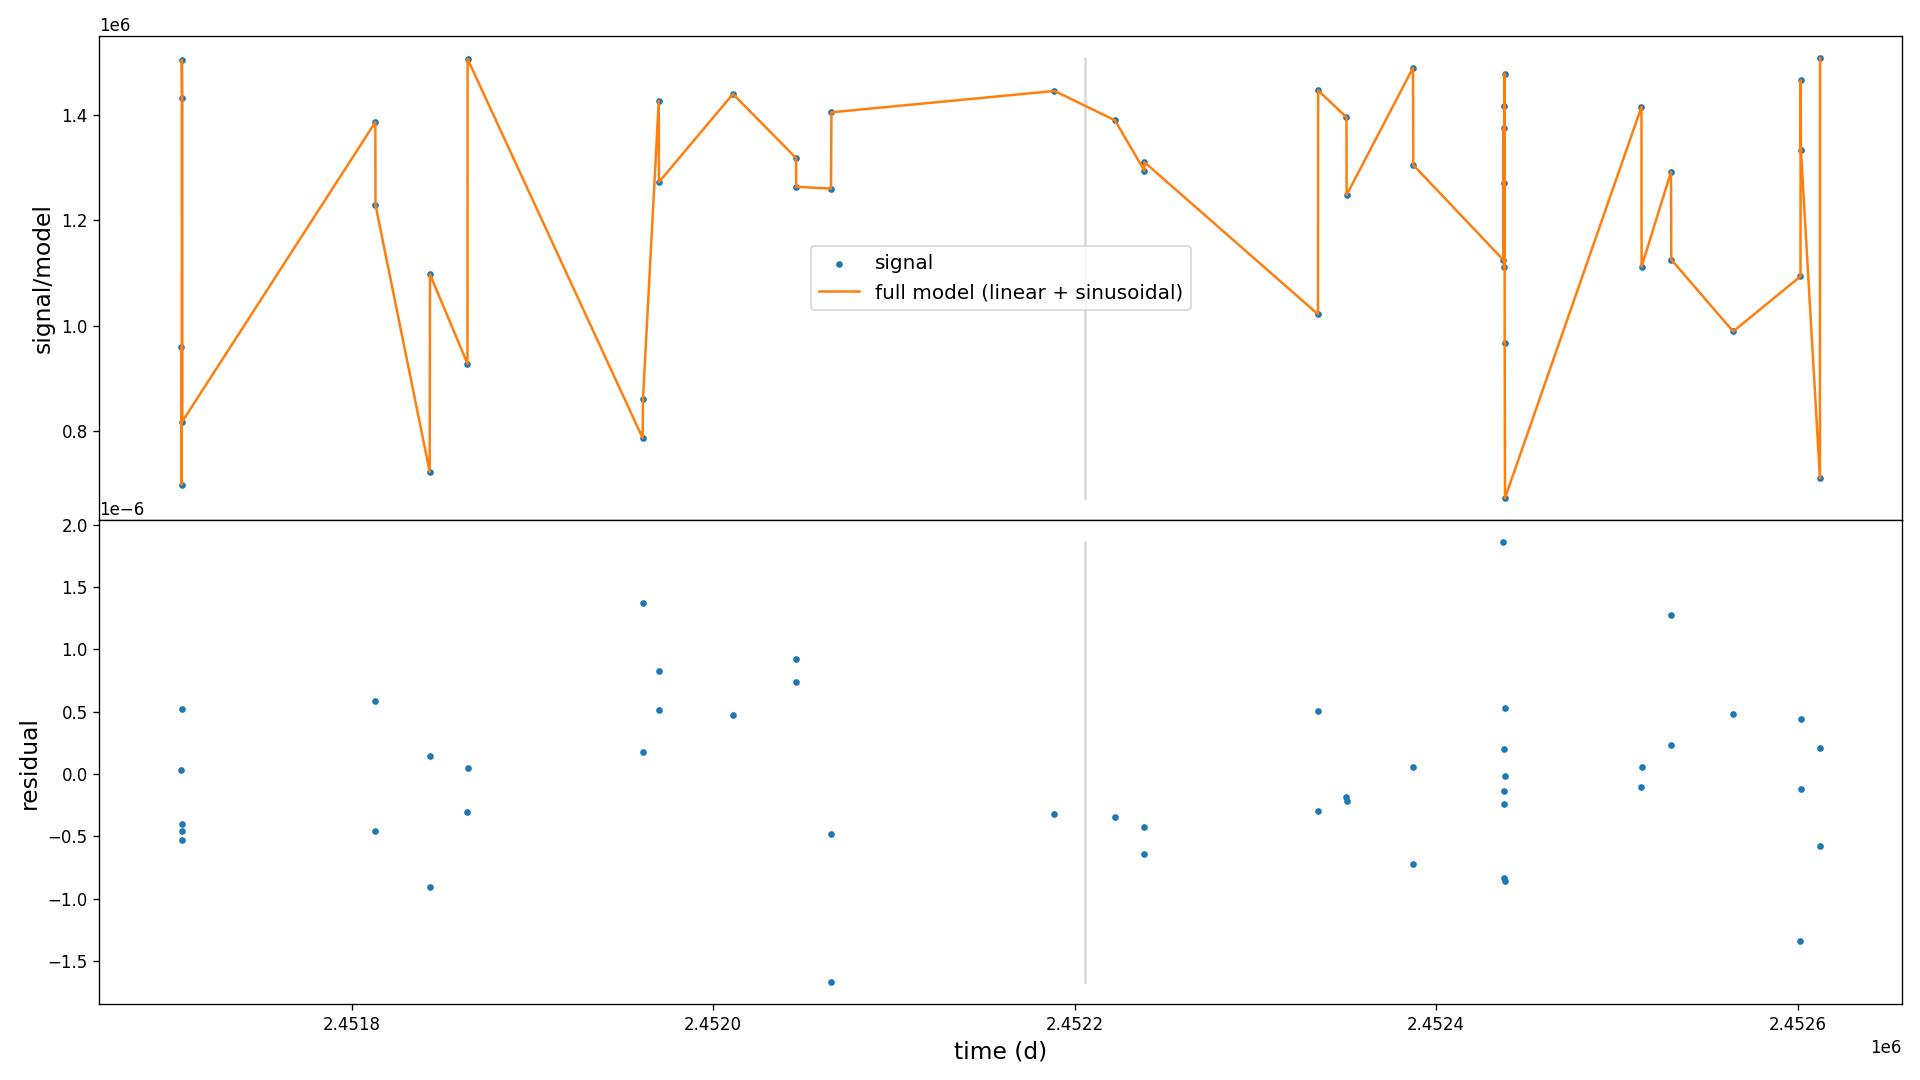 1e6
1.4
1.2
1.0
0.8
signal/model
signal
full model (linear + sinusoidal)
1e−6
2.0
1.5
1.0
0.5
0.0
−0.5
−1.0
−1.5
residual
2.4518
2.4520
2.4522
2.4524
2.4526
1e6
time (d)